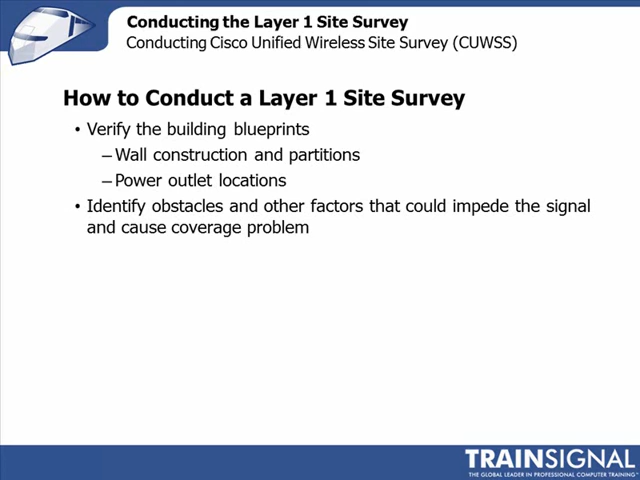 Conducting the Layer 1 Site Survey
Conducting Cisco Unified Wireless Site Survey (CUWSS)
How to Conduct a Layer 1 Site Survey
• Verify the building blueprints
– Wall construction and partitions
– Power outlet locations
• Identify obstacles and other factors that could impede the signal
and cause coverage problem
TRAINSIGNAL
THE GLOBAL LEADER IN PROFESSIONAL COMPUTER TRAINING